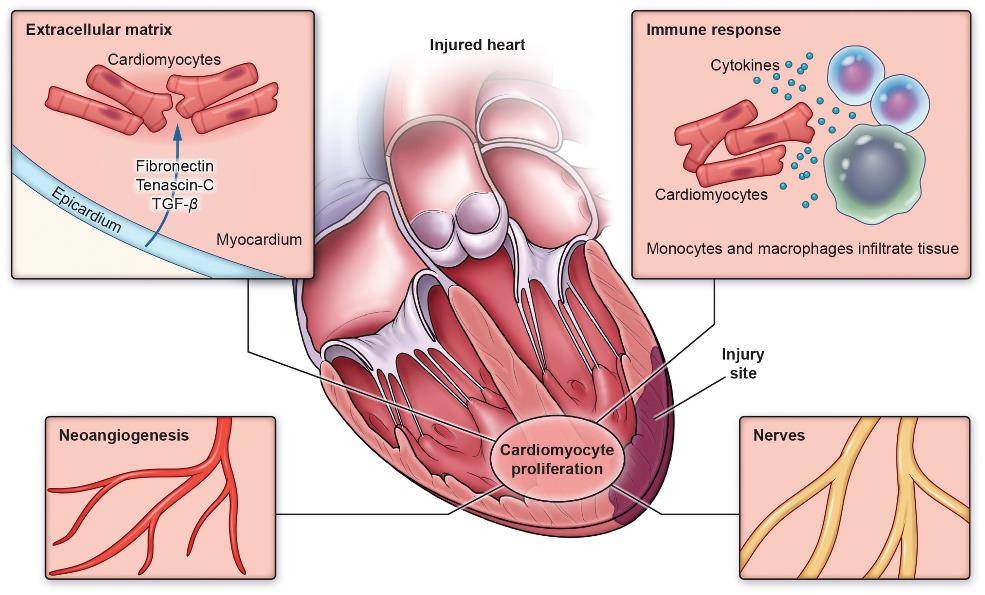 Extracellular matrix
Cardiomyocytes
Fibronectin
Tenascin-C
TGF-β
Epicardium
Myocardium
Injured heart
Immune response
Cytokines
Cardiomyocytes
Monocytes and macrophages infiltrate tissue
Injury
site
Cardiomyocyte
proliferation
Neoangiogenesis
Nerves